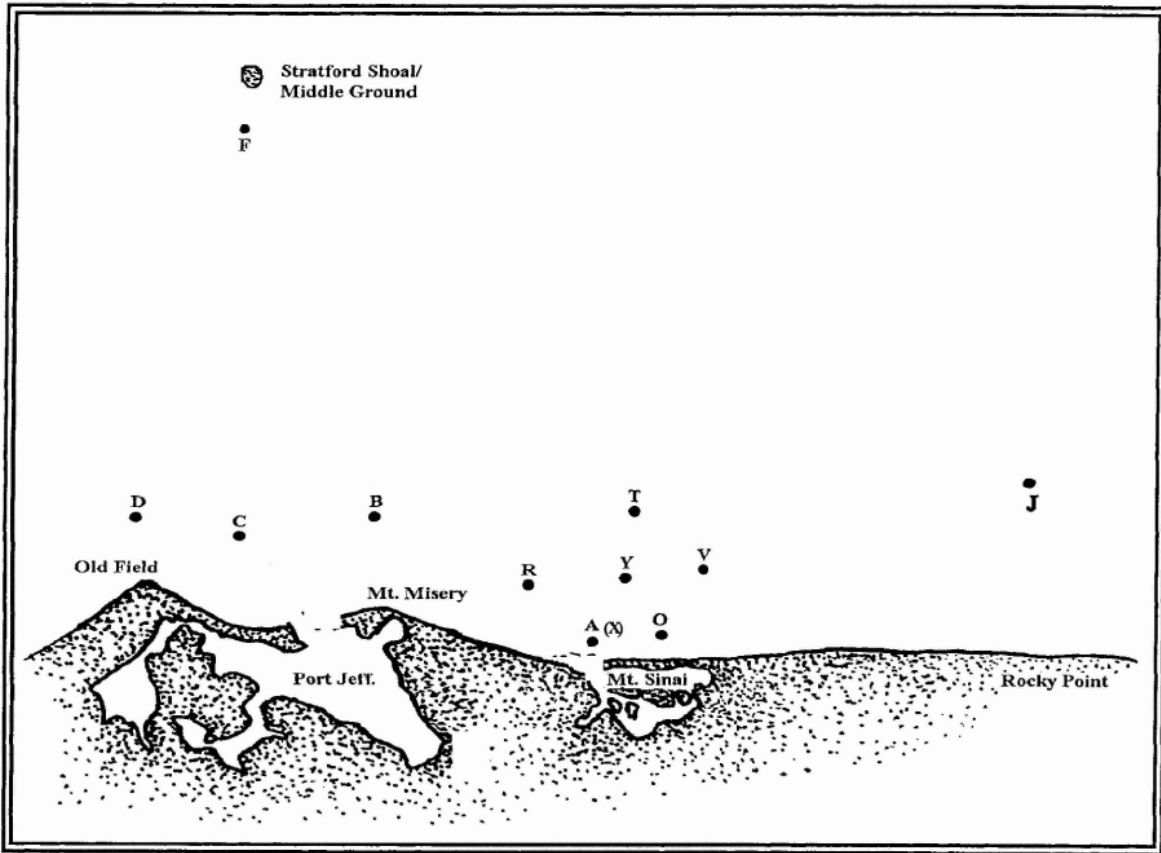 Stratford Shoal/
Middle Ground
F
D
C
B
T
J
Old Field
Mt. Misery
R
Y
V
A (X)
O
Port Jeff.
Mt. Sinai
Rocky Point